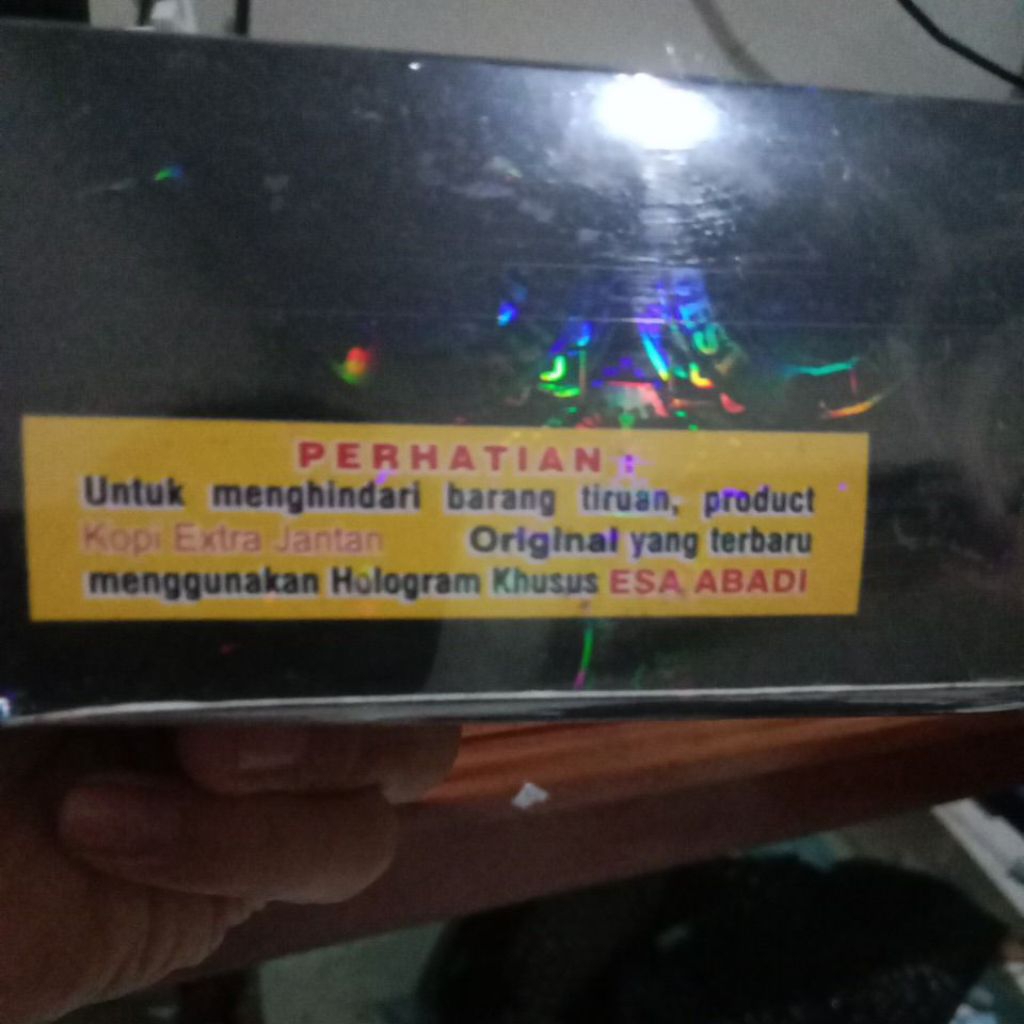 PERHATIAN :
Untuk menghindari barang tiruan, product
Kopi Extra Jantan Original yang terbaru
menggunakan Hologram Khusus ESA ABADI